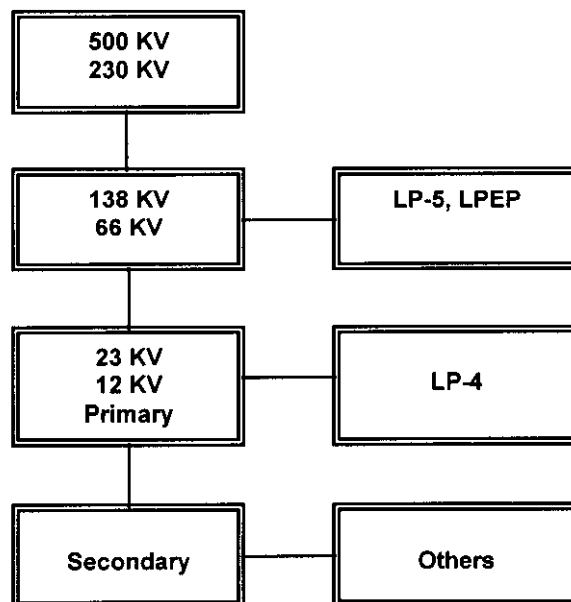 500 KV
230 KV
138 KV
66 KV
LP-5, LPEP
23 KV
12 KV
Primary
LP-4
Secondary
Others